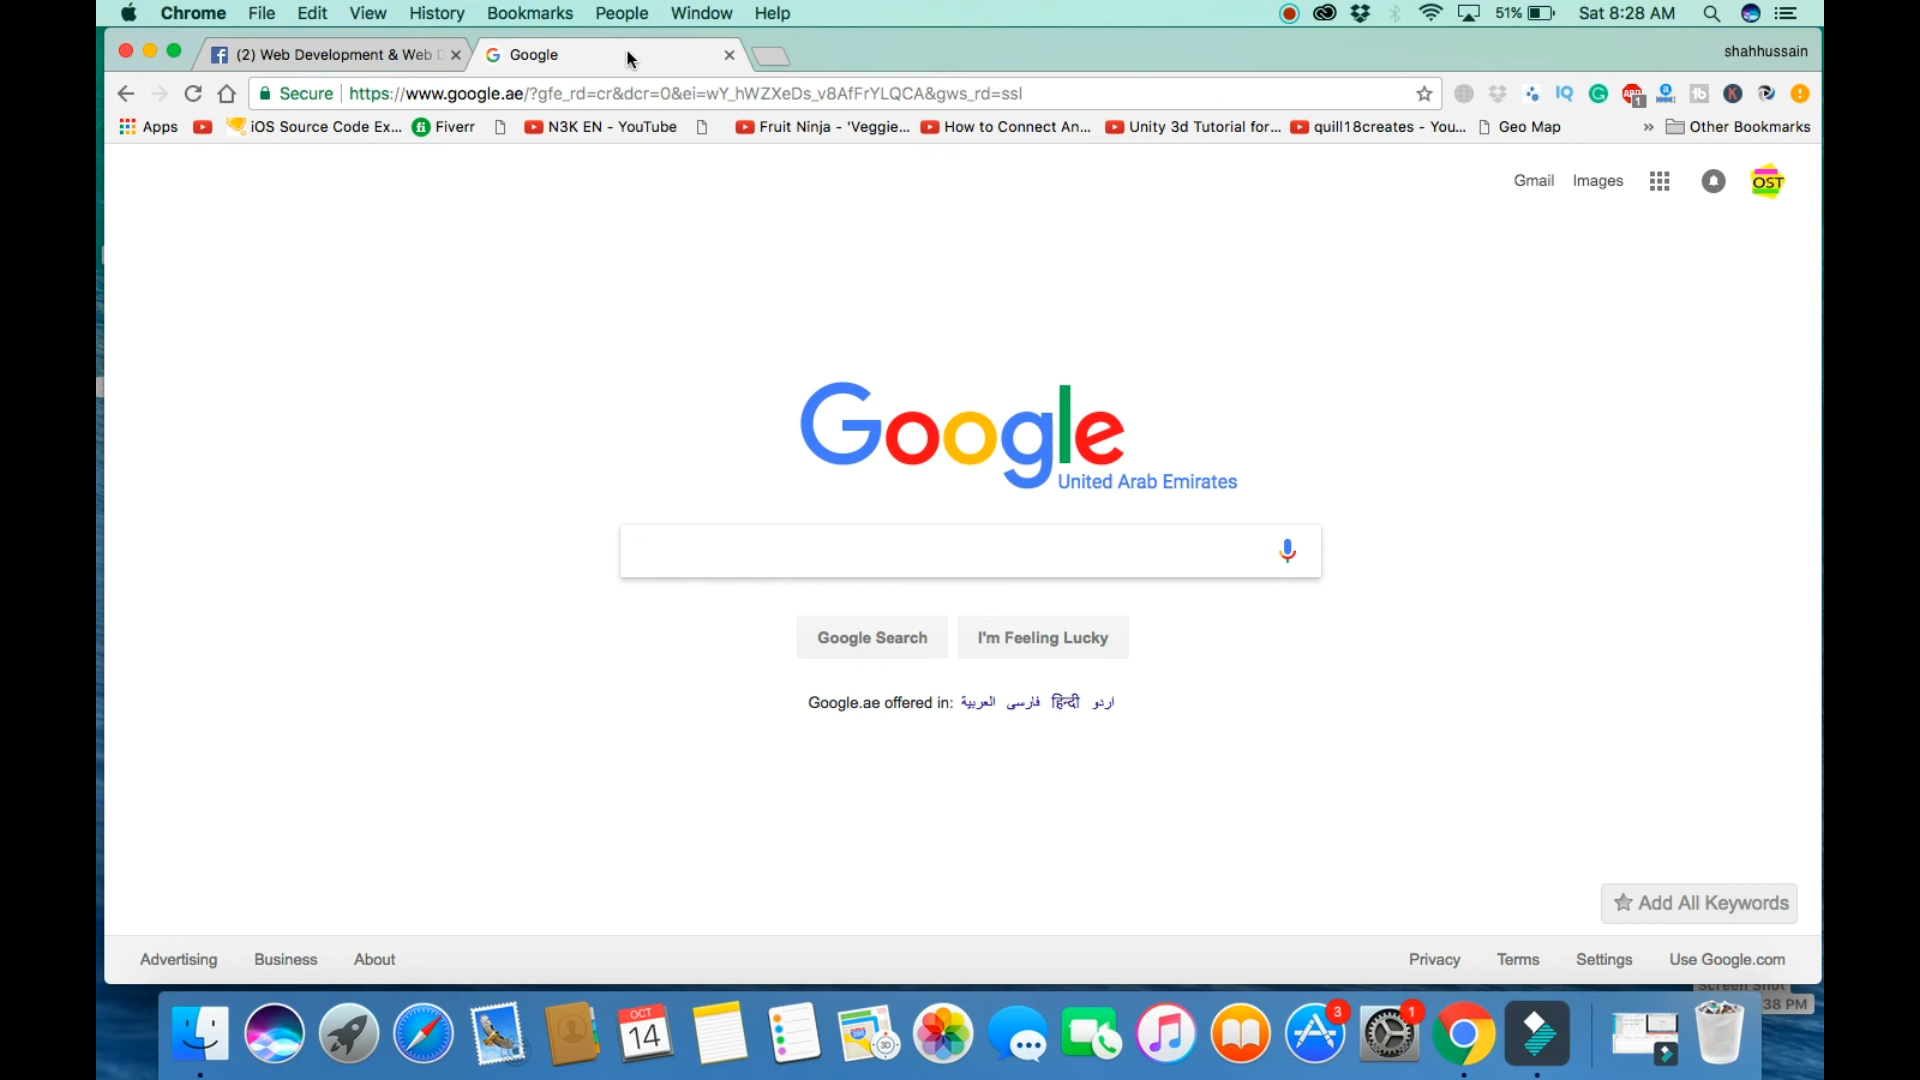 Chrome File Edit View History Bookmarks People Window Help 51% Sat 8:28 AM
(2) Web Development & Web D Google shahhussain
Secure https://www.google.ae/?gfe_rd=cr&dcr=0&ei=wY_hWZXeDs_v8AfFrYLQCA&gws_rd=ssl
Apps iOS Source Code Ex... Fiverr N3K EN - YouTube Fruit Ninja - 'Veggie... How to Connect An... Unity 3d Tutorial for... quill18creates - You... Geo Map » Other Bookmarks
Gmail Images OST
Google
United Arab Emirates
Google Search I'm Feeling Lucky
Google.ae offered in: العربية فارسی हिन्दी اردو
Add All Keywords
Advertising Business About Privacy Terms Settings Use Google.com
Screen Shot
38 PM
OCT 3 1
14